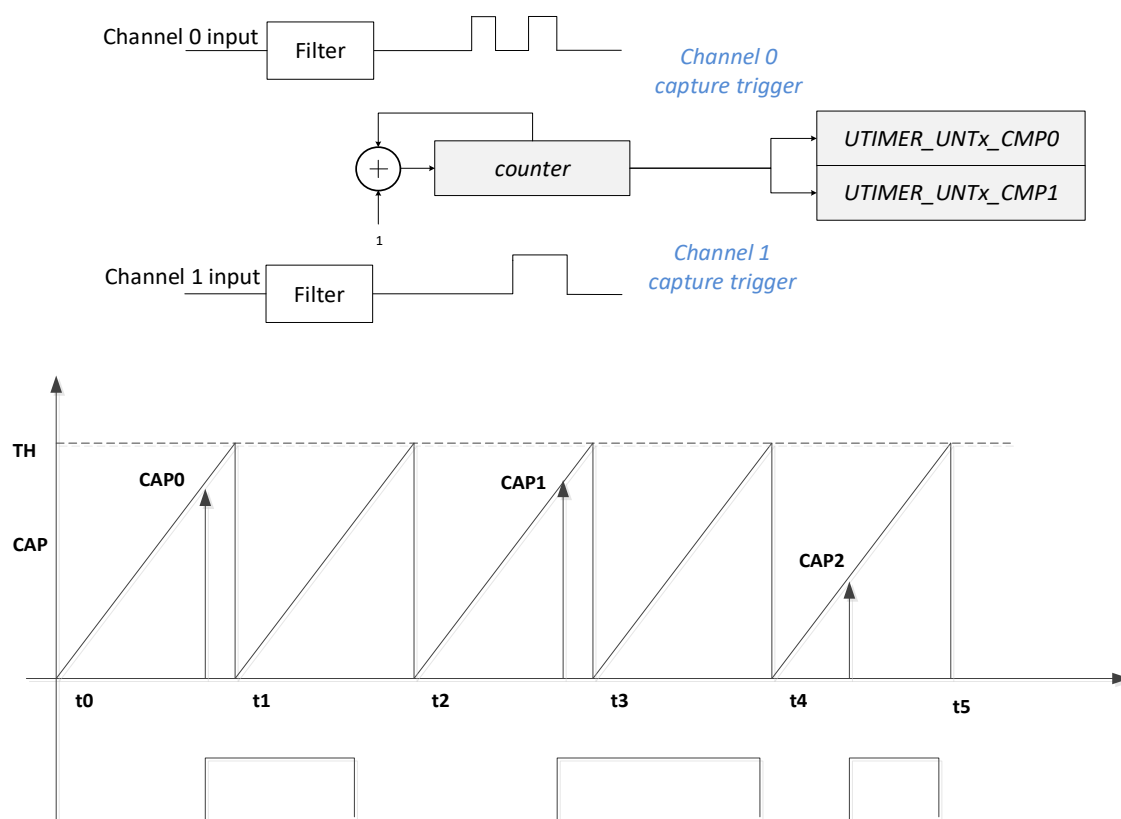 Channel 0 input
Filter
Channel 0
capture trigger
UTIMER_UNTx_CMP0
counter
+
UTIMER_UNTx_CMP1
1
Channel 1
capture trigger
Channel 1 input
Filter
TH
CAP0
CAP1
CAP
CAP2
t0
t1
t2
t3
t4
t5